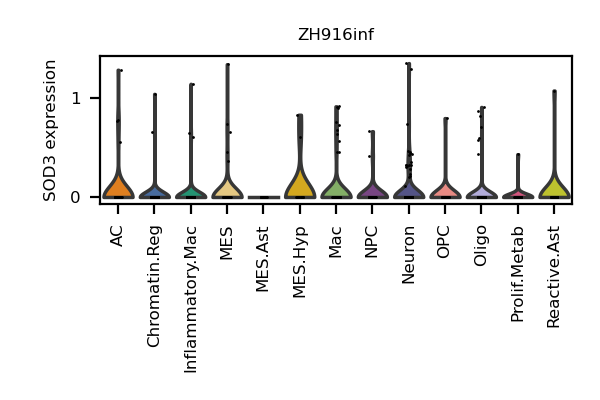 ZH916inf
SOD3 expression
1
0
AC
Chromatin.Reg
Inflammatory.Mac
MES
MES.Ast
MES.Hyp
Mac
NPC
Neuron
OPC
Oligo
Prolif.Metab
Reactive.Ast